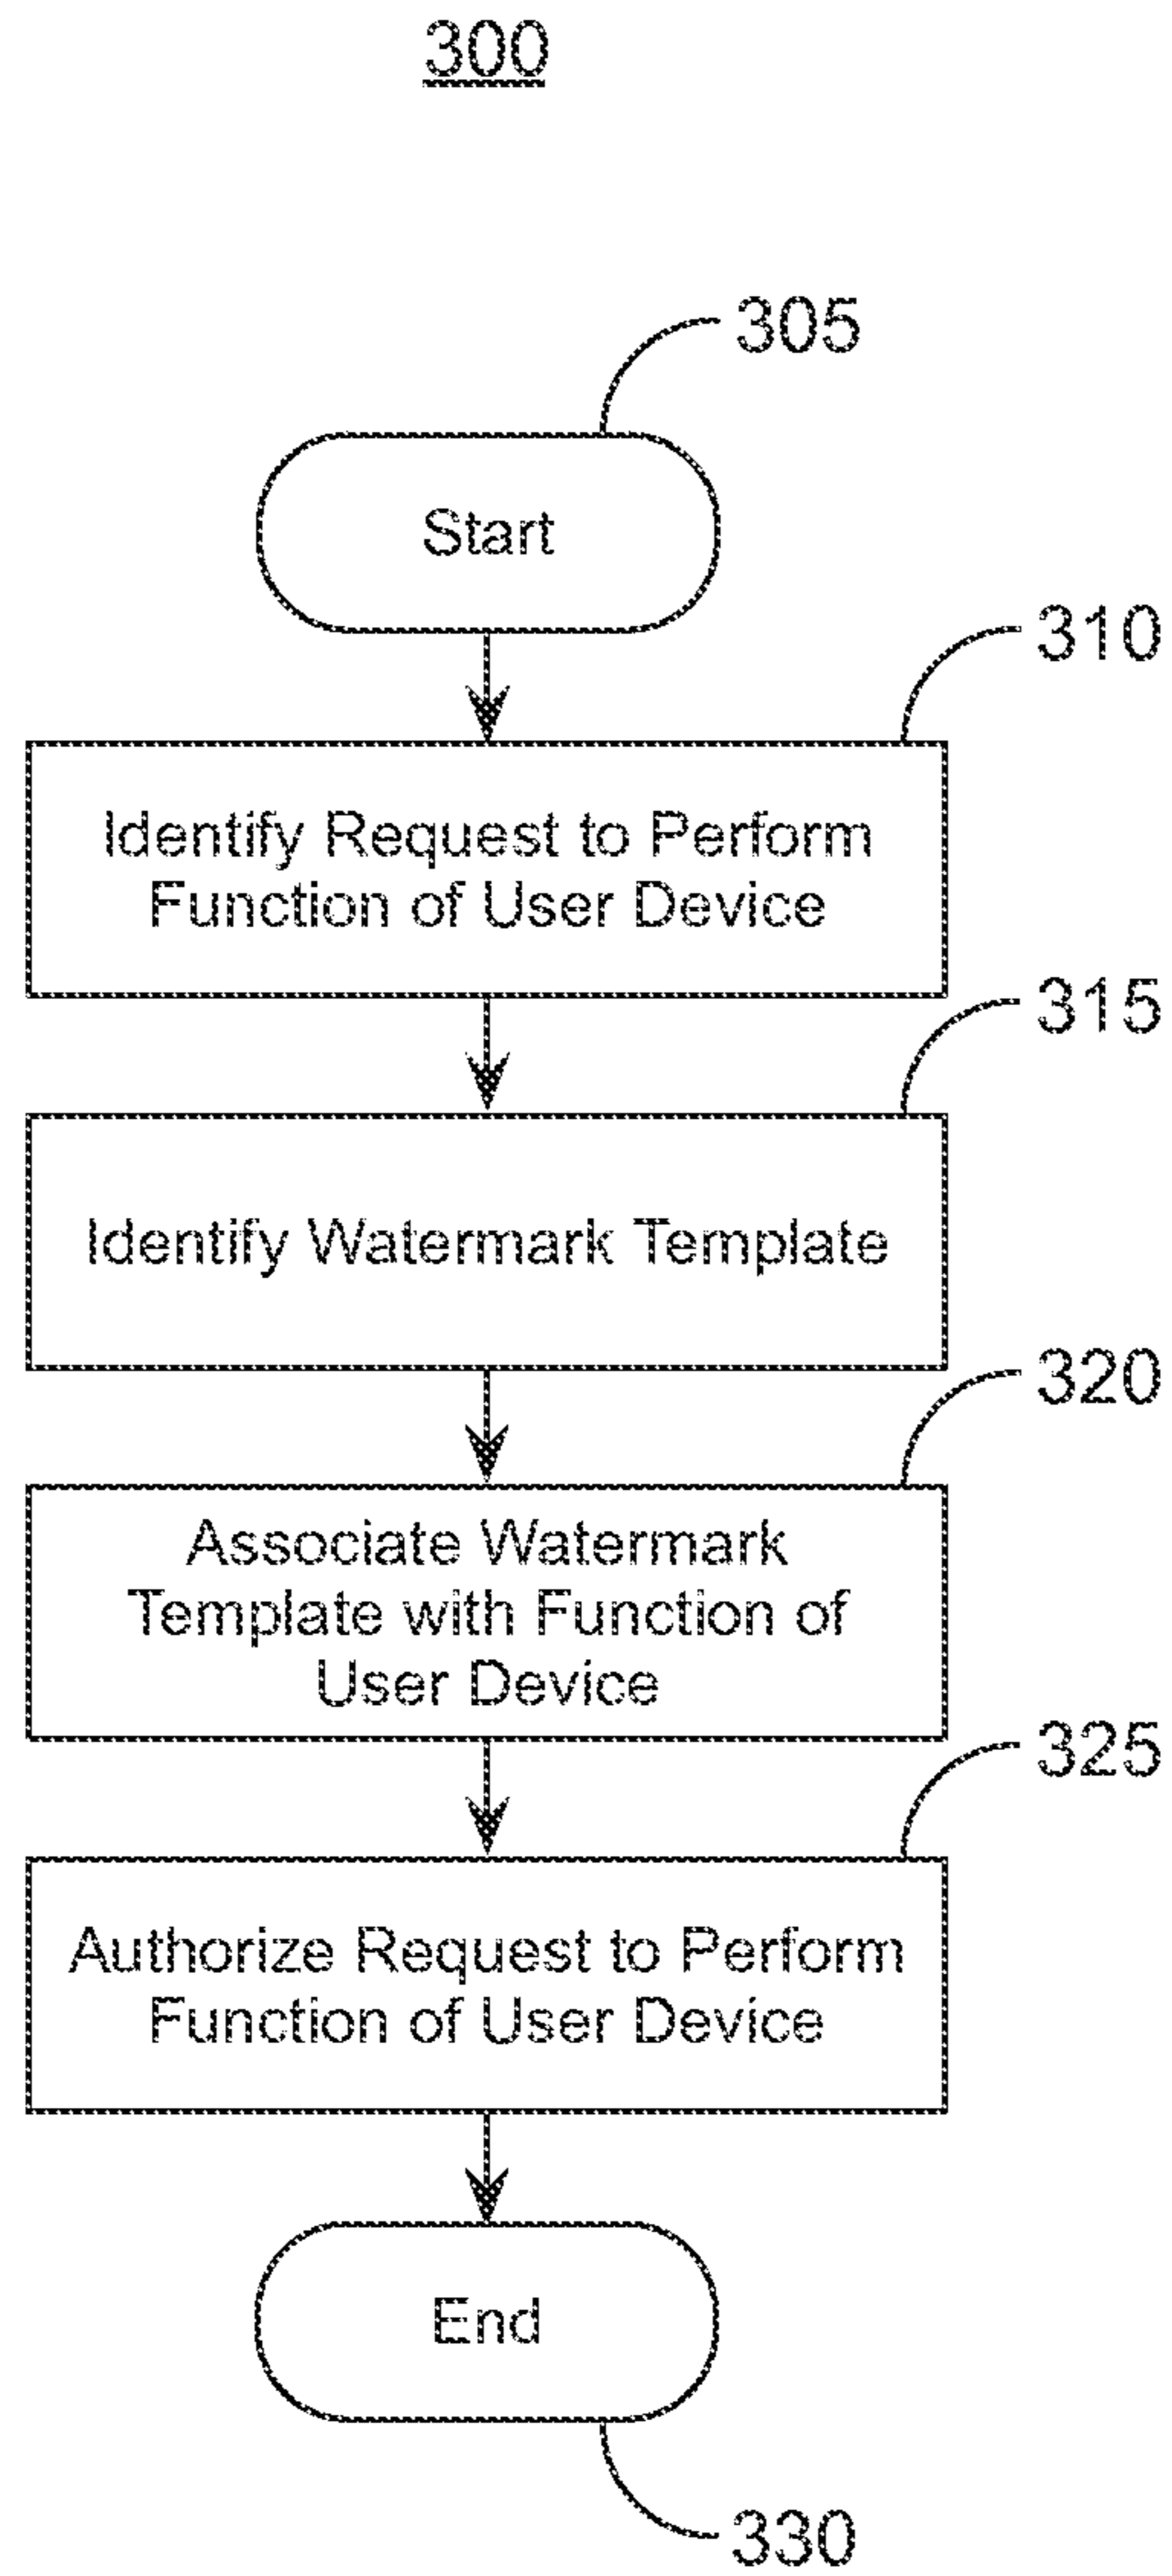 300
305
Start
310
Identify Request to Perform
Function of User Device
315
Identify Watermark Template
320
Associate Watermark
Template with Function of
User Device
325
Authorize Request to Perform
Function of User Device
End
330